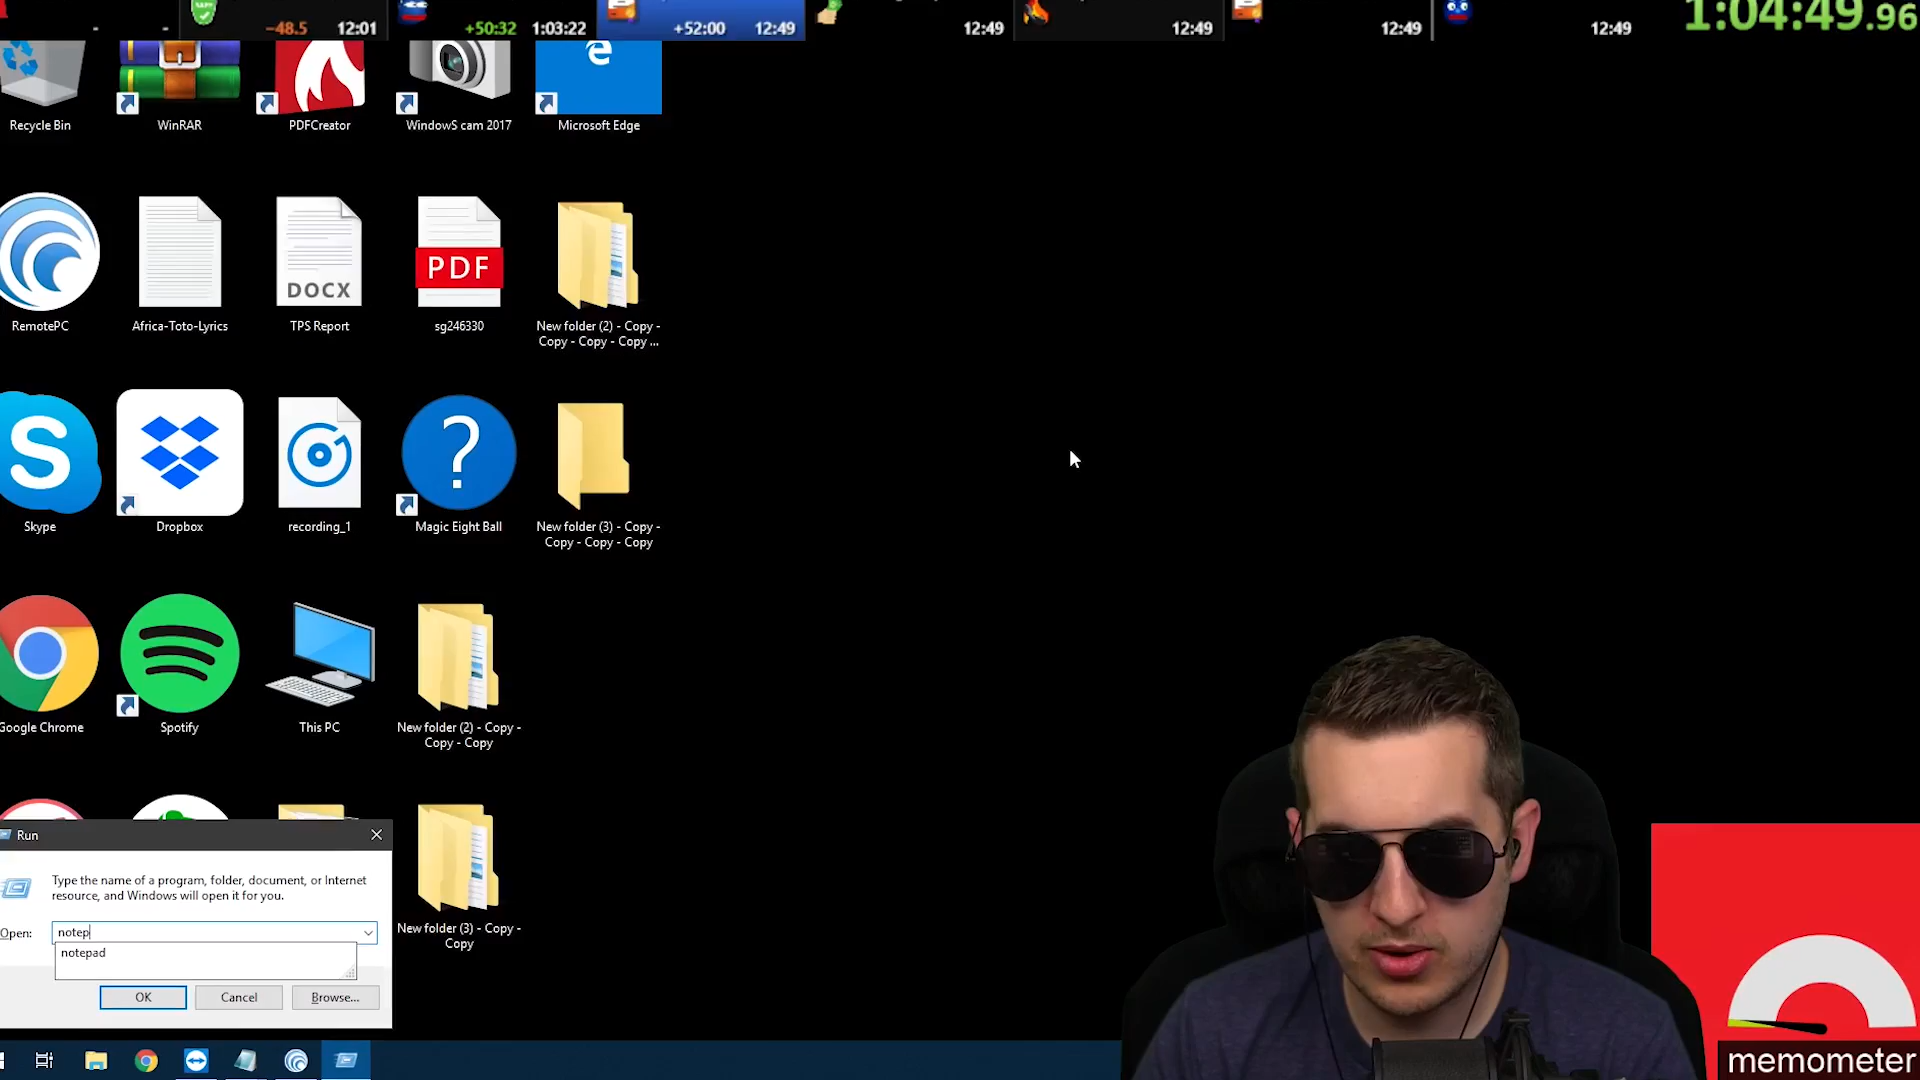 -
-
-48.5
12:01
+50:32
1:03:22
+52:00
12:49
12:49
12:49
12:49
12:49
1:04:49.96
Recycle Bin
WinRAR
PDFCreator
WindowS cam 2017
Microsoft Edge
RemotePC
Africa-Toto-Lyrics
DOCX
TPS Report
PDF
sg246330
New folder (2) - Copy -
Copy - Copy - Copy ...
Skype
Dropbox
recording_1
?
Magic Eight Ball
New folder (3) - Copy -
Copy - Copy - Copy
Google Chrome
Spotify
This PC
New folder (2) - Copy -
Copy - Copy
New folder (3) - Copy -
Copy
Run
Type the name of a program, folder, document, or Internet
resource, and Windows will open it for you.
Open:
notep
notepad
OK
Cancel
Browse...
memometer